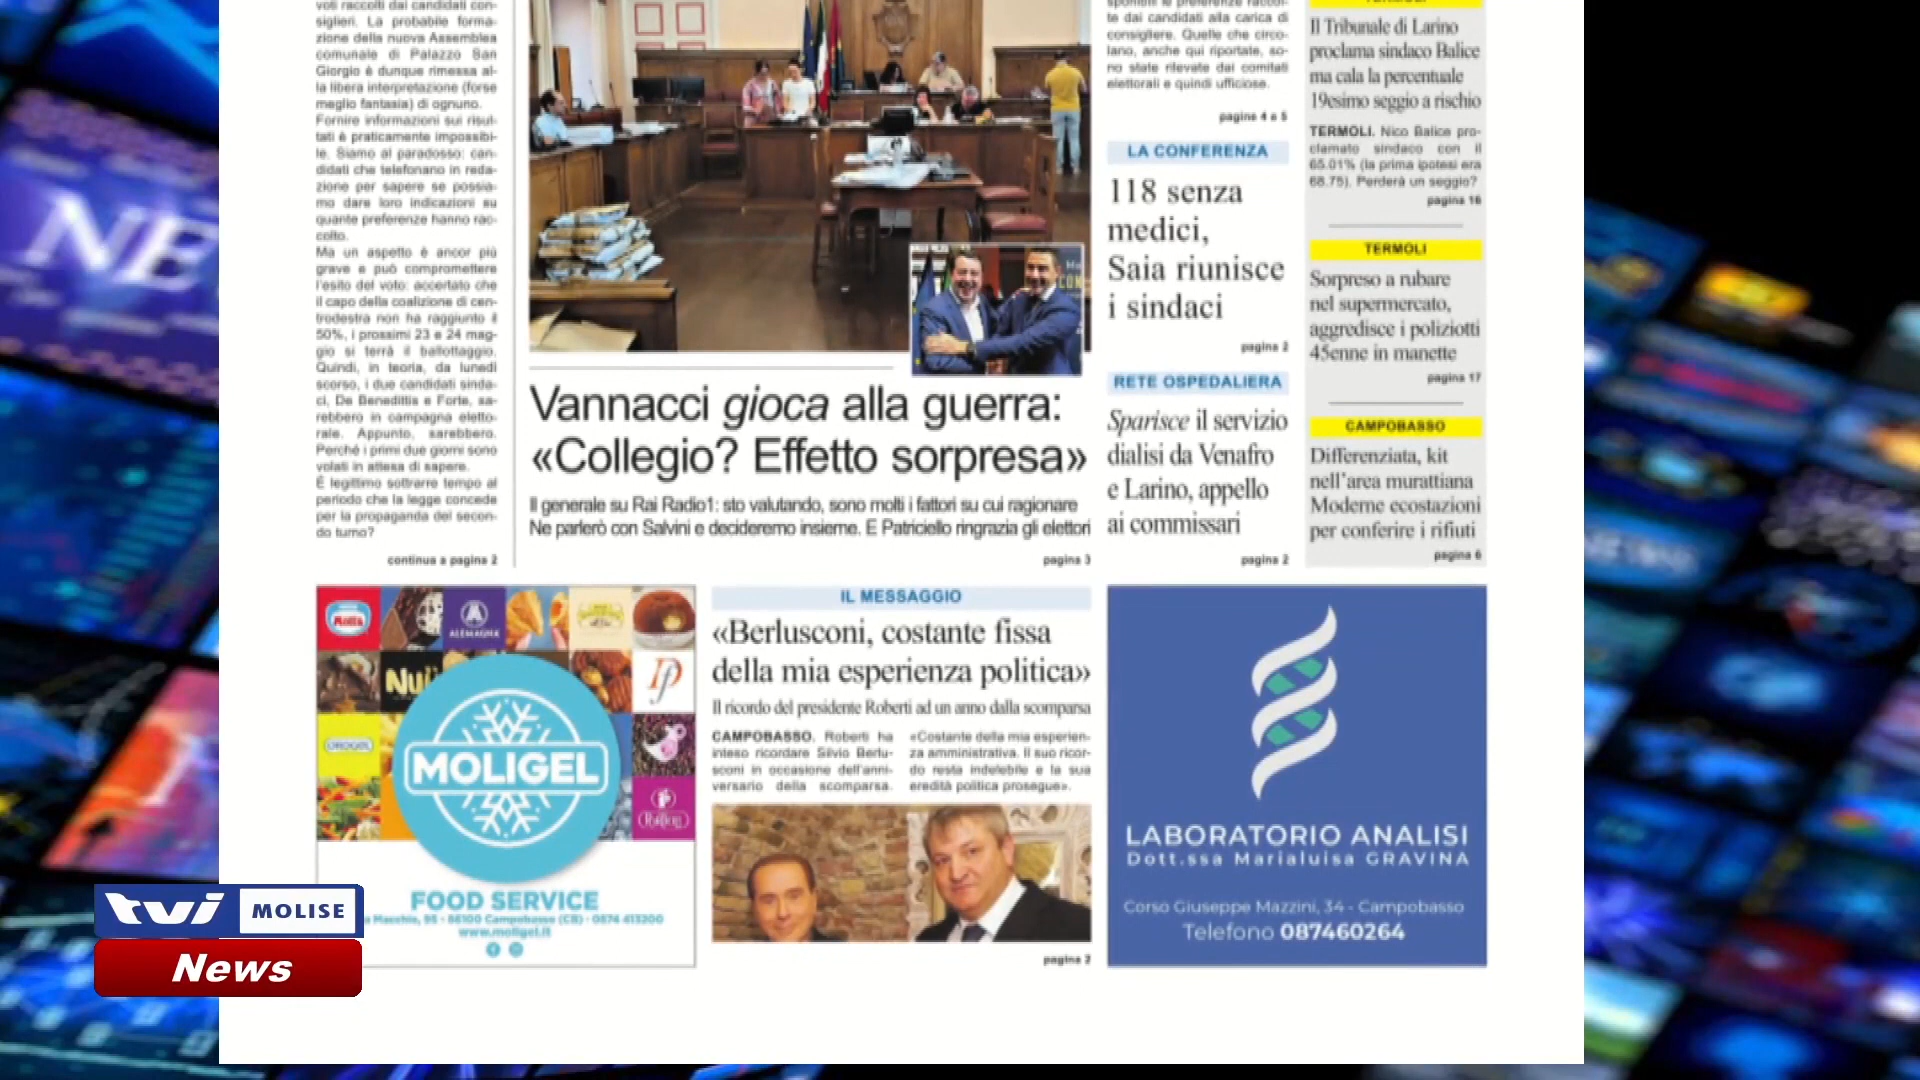 voti raccolti dai candidati con-
siglieri. La probabile forma-
zione della nuova Assemblea
comunale di Palazzo San
Giorgio è dunque rimessa al-
la libera interpretazione (forse
meglio fantasia) di ognuno.
Fornire informazioni sui risul-
tati è praticamente impossibi-
le. Siamo al paradosso: can-
didati che telefonano in reda-
zione per sapere se possia-
mo dare loro indicazioni su
quante preferenze hanno rac-
colto.
Ma un aspetto è ancor più
grave e può compromettere
l'esito del voto: accertato che
il capo della coalizione di cen-
trodestra non ha raggiunto il
50%, i prossimi 23 e 24 mag-
gio si terrà il ballottaggio.
Quindi, in teoria, da lunedì
scorso, i due candidati sinda-
ci, De Benedittis e Forte, sa-
rebbero in campagna eletto-
rale. Appunto, sarebbero.
Perché i primi due giorni sono
volati in attesa di sapere.
È legittimo sottrarre tempo al
periodo che la legge concede
per la propaganda del secon-
do turno?
continua a pagina 2
Vannacci gioca alla guerra:
«Collegio? Effetto sorpresa»
Il generale su Rai Radio1: sto valutando, sono molti i fattori su cui ragionare
Ne parlerò con Salvini e decideremo insieme. E Patriciello ringrazia gli elettori
pagina 3
sponibili le preferenze raccol-
te dai candidati alla carica di
consigliere. Quelle che circo-
lano, anche qui riportate, so-
no state rilevate dai comitati
elettorali e quindi ufficiose.
pagine 4 e 5
LA CONFERENZA
118 senza
medici,
Saia riunisce
i sindaci
pagina 2
RETE OSPEDALIERA
Sparisce il servizio
dialisi da Venafro
e Larino, appello
ai commissari
pagina 2
TERMOLI
Il Tribunale di Larino
proclama sindaco Balice
ma cala la percentuale
19esimo seggio a rischio
TERMOLI. Nico Balice pro-
clamato sindaco con il
65.01% (la prima ipotesi era
68.75). Perderà un seggio?
pagina 16
TERMOLI
Sorpreso a rubare
nel supermercato,
aggredisce i poliziotti
45enne in manette
pagina 17
CAMPOBASSO
Differenziata, kit
nell'area murattiana
Moderne ecostazioni
per conferire i rifiuti
pagina 6
Motta
ALEMAGNA
Nuii
OROGEL
MOLIGEL
FOOD SERVICE
Macchie, 95 - 86100 Campobasso (CB) - 0874 413200
www.moligel.it
IL MESSAGGIO
«Berlusconi, costante fissa
della mia esperienza politica»
Il ricordo del presidente Roberti ad un anno dalla scomparsa
CAMPOBASSO. Roberti ha
inteso ricordare Silvio Berlu-
sconi in occasione dell'anni-
versario della scomparsa.
«Costante della mia esperien-
za amministrativa. Il suo ricor-
do resta indelebile e la sua
eredità politica prosegue».
pagina 2
LABORATORIO ANALISI
Dott.ssa Marialuisa GRAVINA
Corso Giuseppe Mazzini, 34 - Campobasso
Telefono 087460264
tvi MOLISE
News